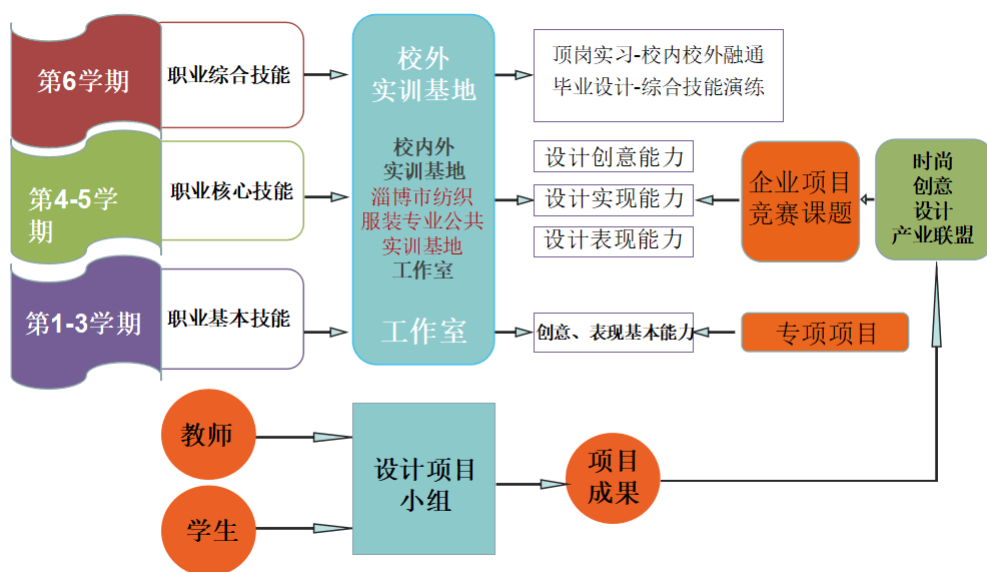 第6学期
职业综合技能
校外
实训基地
顶岗实习-校内校外融通
毕业设计-综合技能演练
第4-5学
期
职业核心技能
校内外
实训基地
淄博市纺织
服装专业公共
实训基地
工作室
设计创意能力
设计实现能力
设计表现能力
企业项目
竞赛课题
时尚
创意
设计
产业联盟
第1-3学期
职业基本技能
工作室
创意、表现基本能力
专项项目
教师
学生
设计项目
小组
项目
成果